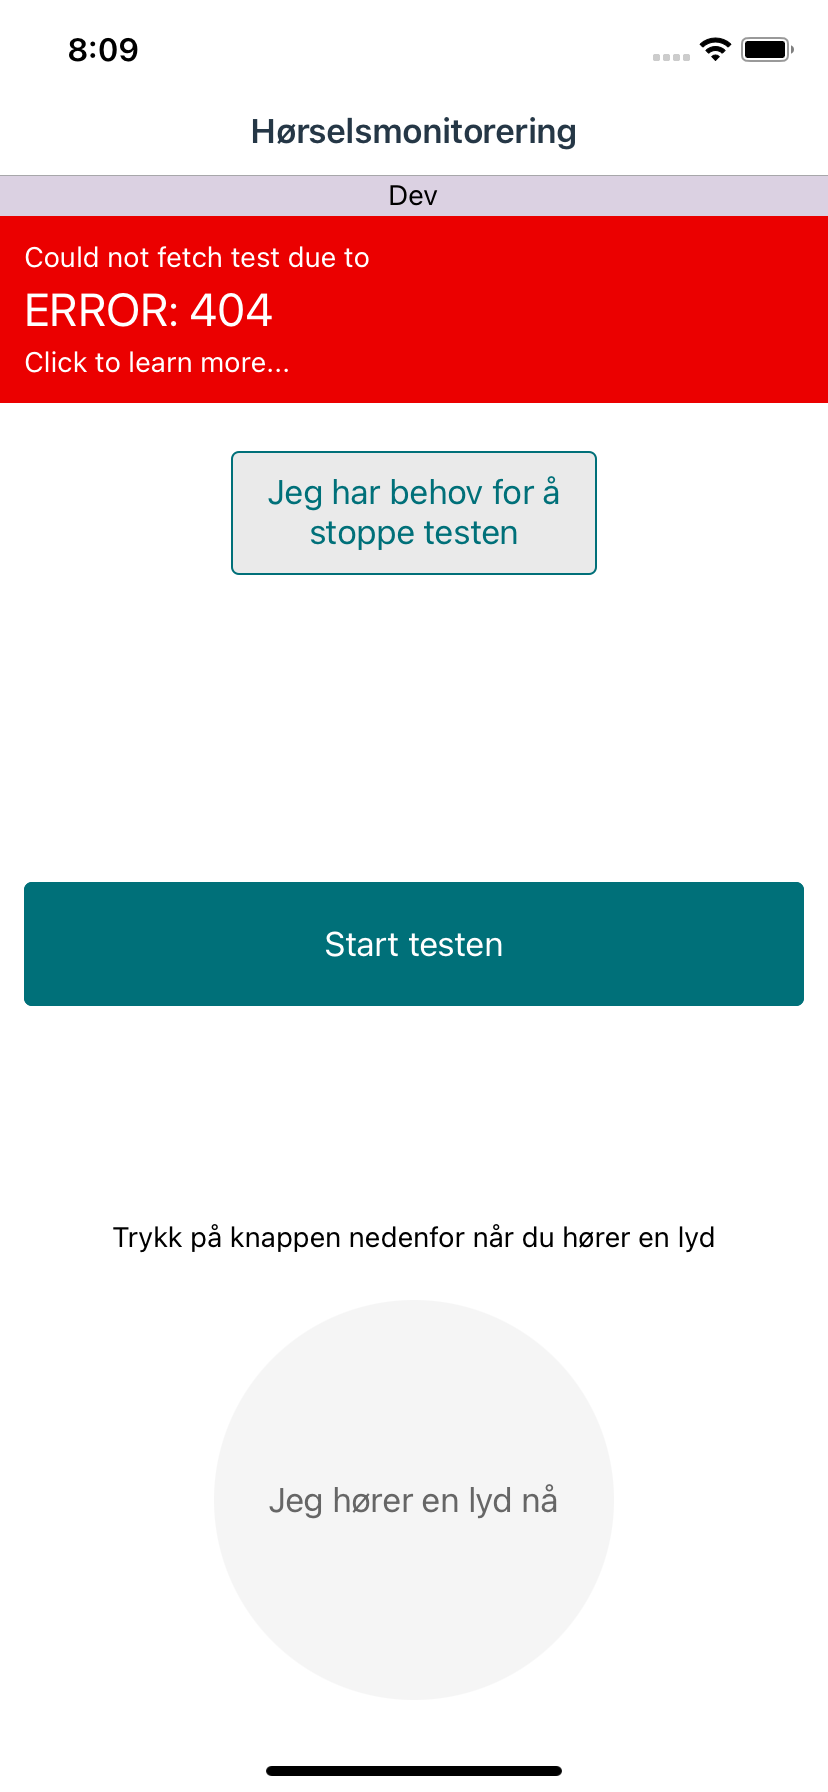 8:09
Hørselsmonitorering
Dev
Could not fetch test due to
ERROR: 404
Click to learn more...
Jeg har behov for å
stoppe testen
Start testen
Trykk på knappen nedenfor når du hører en lyd
Jeg hører en lyd nå